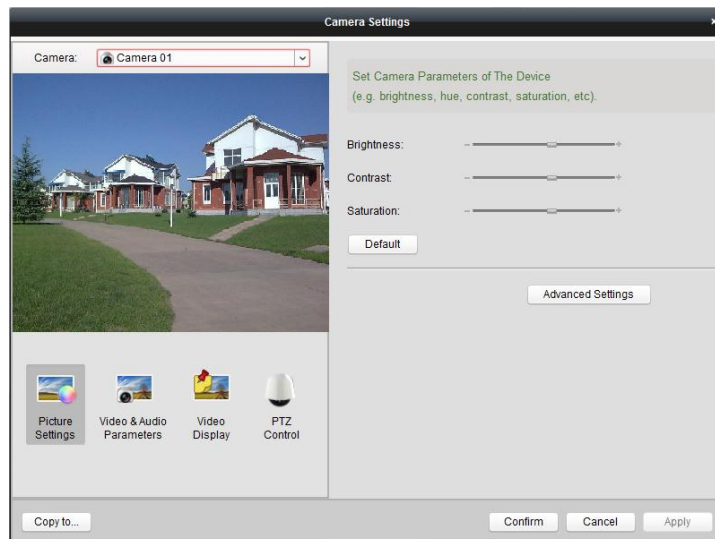 Camera Settings
Camera:
Camera 01
Set Camera Parameters of The Device
(e.g. brightness, hue, contrast, saturation, etc).
Brightness:
Contrast:
Saturation:
Default
Advanced Settings
Picture
Settings
Video & Audio
Parameters
Video
Display
PTZ
Control
Copy to...
Confirm
Cancel
Apply